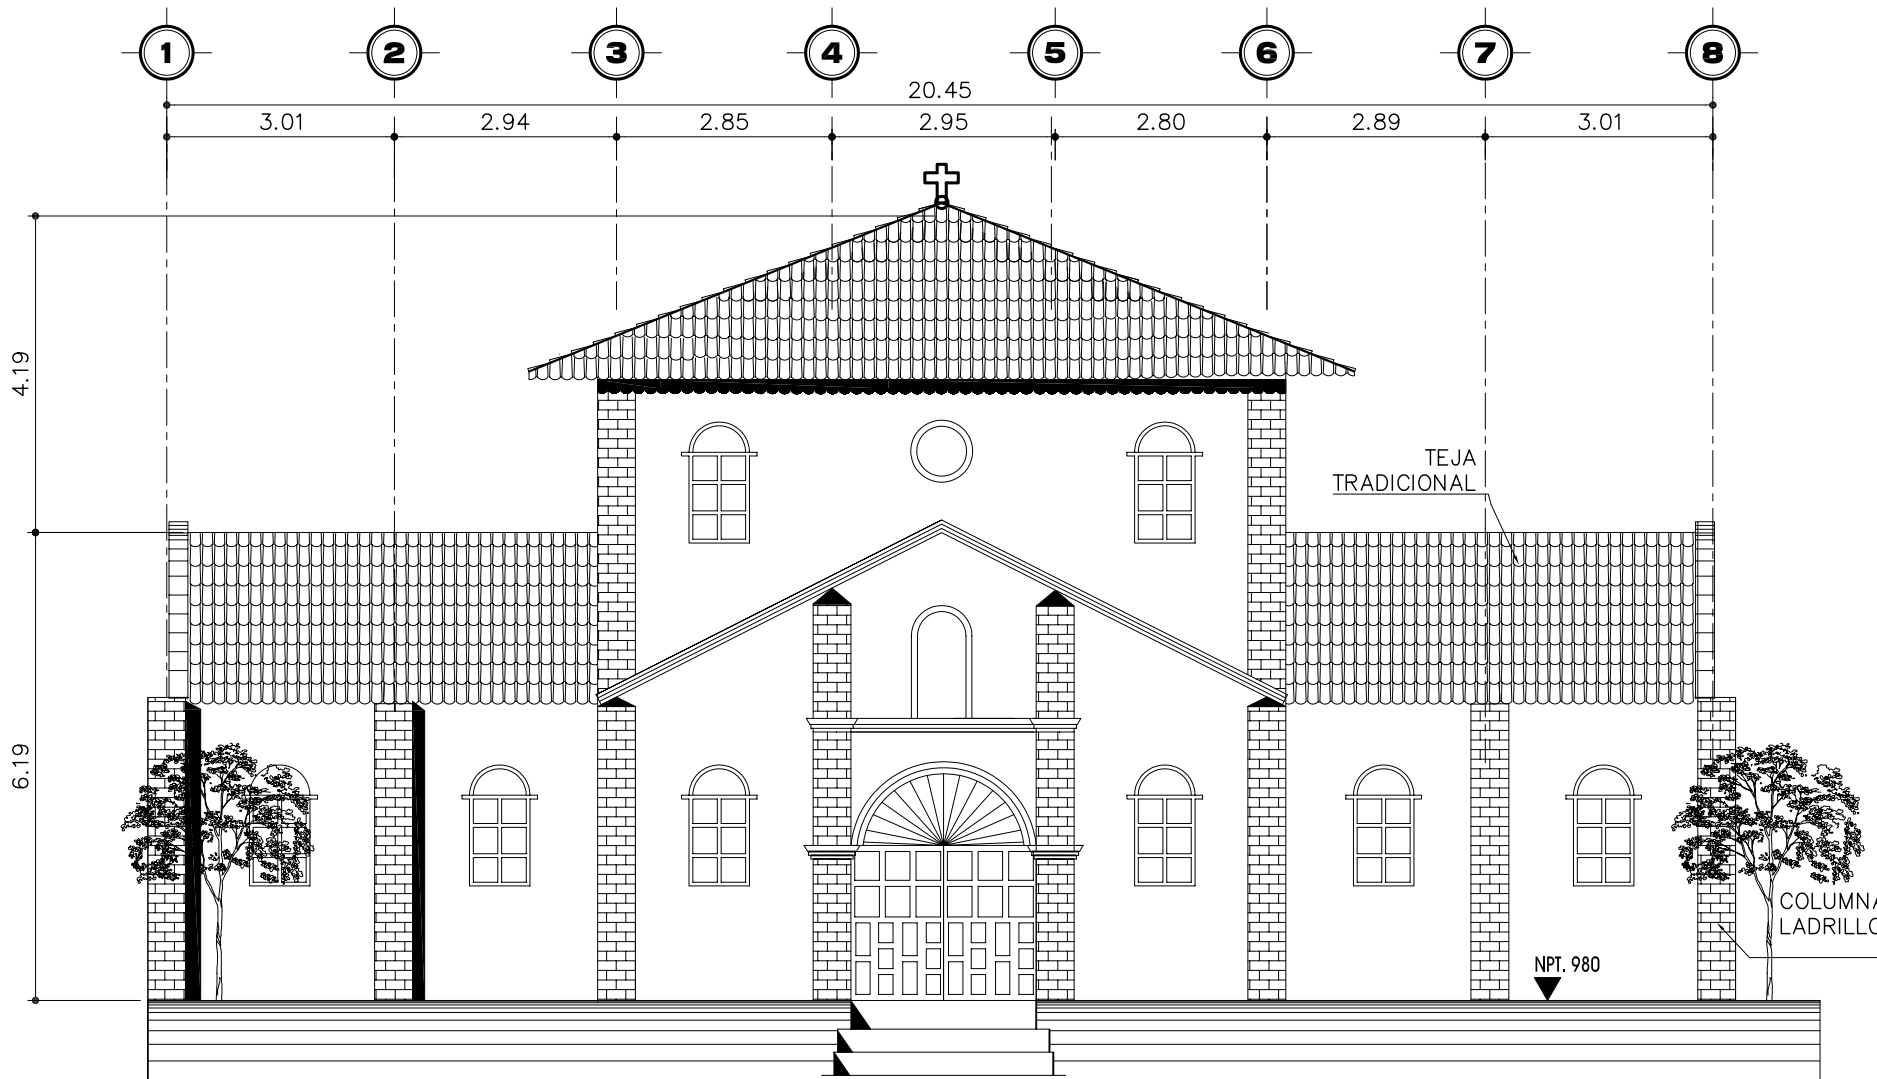 1 2 3 4 5 6 7 8
20.45
3.01 2.94 2.85 2.95 2.80 2.89 3.01
4.19
TEJA
TRADICIONAL
6.19
COLUMNA
LADRILLO
NPT. 980